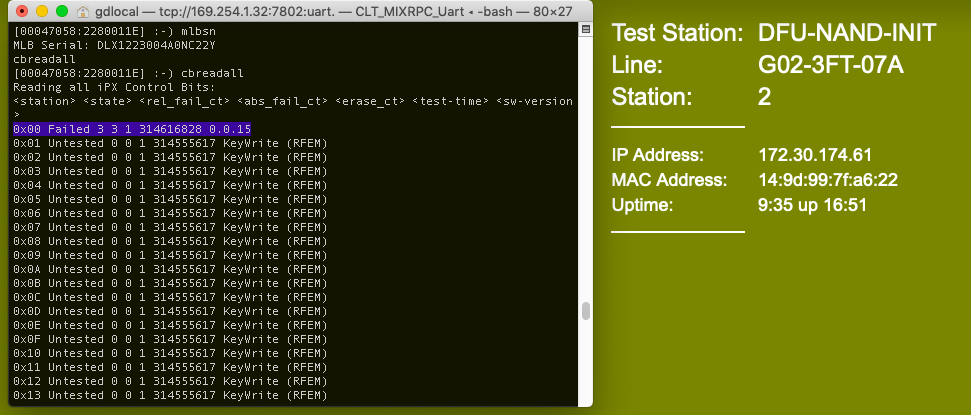 gdlocal — tcp://169.254.1.32:7802:uart. — CLT_MIXRPC_Uart ◂ -bash — 80×27
[00047058:2280011E] :-) mlbsn
MLB Serial: DLX1223004A0NC22Y
cbreadall
[00047058:2280011E] :-) cbreadall
Reading all iPX Control Bits:
<station> <state> <rel_fail_ct> <abs_fail_ct> <erase_ct> <test-time> <sw-version
>
0x00 Failed 3 3 1 314616828 0.0.15
0x01 Untested 0 0 1 314555617 KeyWrite (RFEM)
0x02 Untested 0 0 1 314555617 KeyWrite (RFEM)
0x03 Untested 0 0 1 314555617 KeyWrite (RFEM)
0x04 Untested 0 0 1 314555617 KeyWrite (RFEM)
0x05 Untested 0 0 1 314555617 KeyWrite (RFEM)
0x06 Untested 0 0 1 314555617 KeyWrite (RFEM)
0x07 Untested 0 0 1 314555617 KeyWrite (RFEM)
0x08 Untested 0 0 1 314555617 KeyWrite (RFEM)
0x09 Untested 0 0 1 314555617 KeyWrite (RFEM)
0x0A Untested 0 0 1 314555617 KeyWrite (RFEM)
0x0B Untested 0 0 1 314555617 KeyWrite (RFEM)
0x0C Untested 0 0 1 314555617 KeyWrite (RFEM)
0x0D Untested 0 0 1 314555617 KeyWrite (RFEM)
0x0E Untested 0 0 1 314555617 KeyWrite (RFEM)
0x0F Untested 0 0 1 314555617 KeyWrite (RFEM)
0x10 Untested 0 0 1 314555617 KeyWrite (RFEM)
0x11 Untested 0 0 1 314555617 KeyWrite (RFEM)
0x12 Untested 0 0 1 314555617 KeyWrite (RFEM)
0x13 Untested 0 0 1 314555617 KeyWrite (RFEM)
Test Station: DFU-NAND-INIT
Line: G02-3FT-07A
Station: 2
IP Address: 172.30.174.61
MAC Address: 14:9d:99:7f:a6:22
Uptime: 9:35 up 16:51